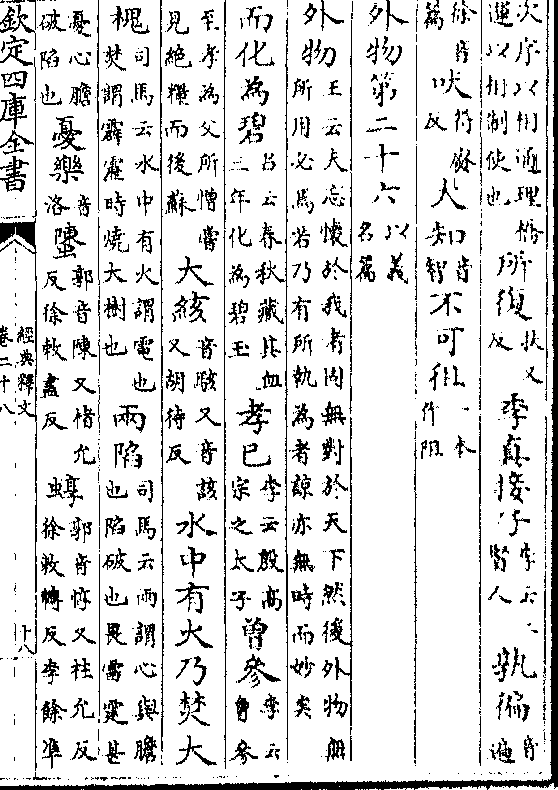 次序以相通理橋運以相制使也所復扶又反季真接子李云二賢人孰徧音遍
徐音篇吠符廢反人知音智不可徂一本作阻
外物第二十六以義名篇
外物王云夫忘懷於我者固無對於天下然後外物無所用必焉若乃有所執為者諒亦無時而妙矣
而化為碧呂云春秋藏其血三年化為碧玉孝已李云殷高宗之太子曾參李云曾參
至孝為父所憎嘗見絶糧而後蘇大絯音駭又音該又胡待反水中有火乃焚大
槐司馬云水中有火謂電也焚謂霹靂時燒大樹也兩陷司馬云兩謂心與膽也陷破也畏雷霆甚
憂心膽破陷也憂樂音洛䗞郭音陳又楮允反徐敕盡反𧑒郭音惇又柱允反徐敕轉反李餘准
欽定四庫全書
經典釋文
卷二十八
十八